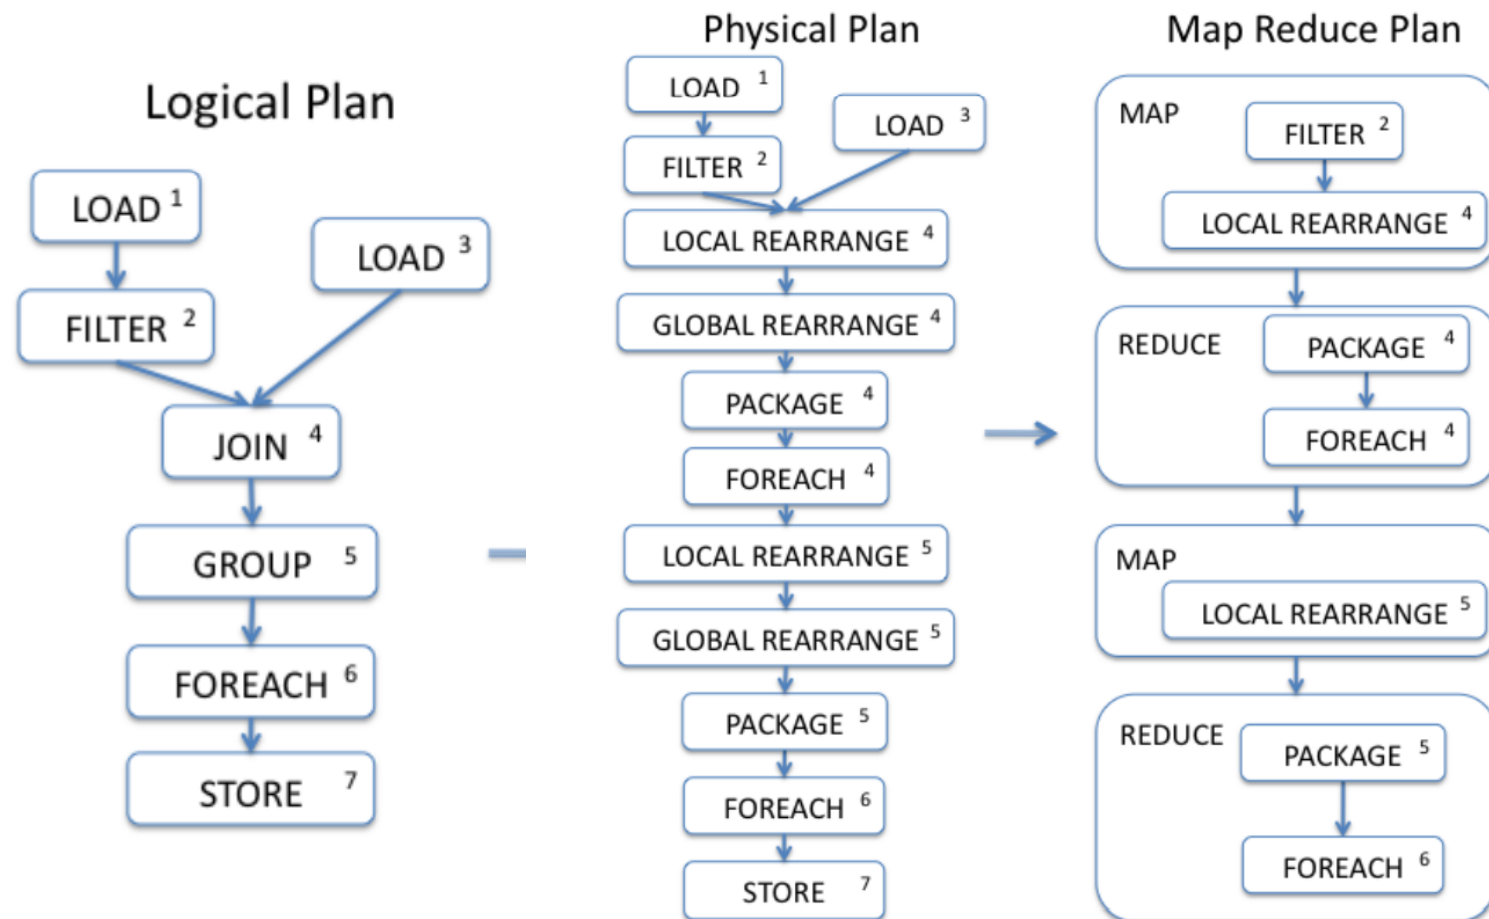 Logical Plan
LOAD 1
LOAD 3
FILTER 2
JOIN 4
GROUP 5
FOREACH 6
STORE 7
Physical Plan
LOAD 1
LOAD 3
FILTER 2
LOCAL REARRANGE 4
GLOBAL REARRANGE 4
PACKAGE 4
FOREACH 4
LOCAL REARRANGE 5
GLOBAL REARRANGE 5
PACKAGE 5
FOREACH 6
STORE 7
Map Reduce Plan
MAP
FILTER 2
LOCAL REARRANGE 4
REDUCE
PACKAGE 4
FOREACH 4
MAP
LOCAL REARRANGE 5
REDUCE
PACKAGE 5
FOREACH 6